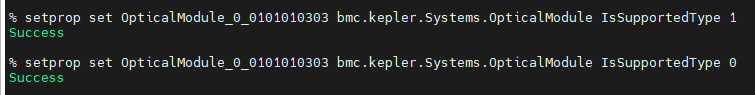 % setprop set OpticalModule_0_0101010303 bmc.kepler.Systems.OpticalModule IsSupportedType 1
Success
% setprop set OpticalModule_0_0101010303 bmc.kepler.Systems.OpticalModule IsSupportedType 0
Success